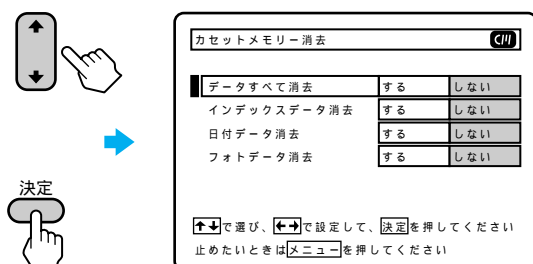 カセットメモリー消去 CM
データすべて消去 する しない
インデックスデータ消去 する しない
日付データ消去 する しない
フォトデータ消去 する しない
↑↓で選び、←→で設定して、決定を押してください
止めたいときはメニューを押してください
決定